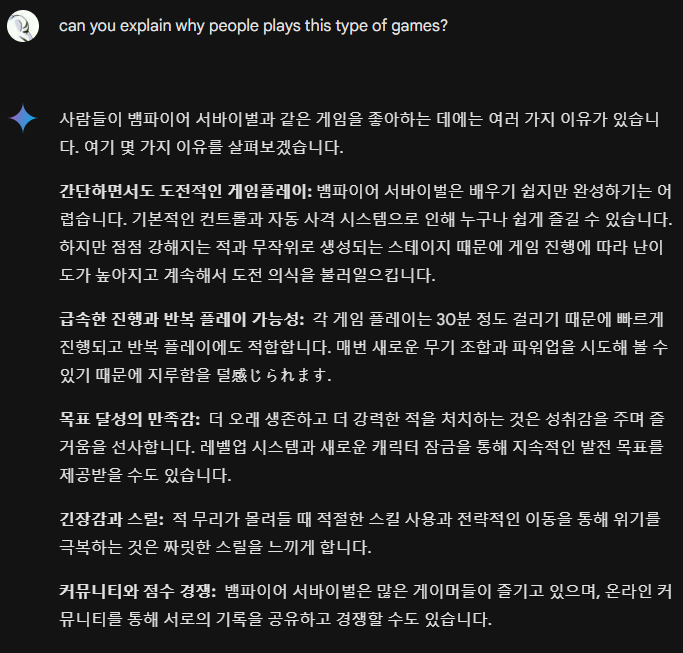 can you explain why people plays this type of games?
사람들이 뱀파이어 서바이벌과 같은 게임을 좋아하는 데에는 여러 가지 이유가 있습니
다. 여기 몇 가지 이유를 살펴보겠습니다.
간단하면서도 도전적인 게임플레이: 뱀파이어 서바이벌은 배우기 쉽지만 완성하기는 어
렵습니다. 기본적인 컨트롤과 자동 사격 시스템으로 인해 누구나 쉽게 즐길 수 있습니다.
하지만 점점 강해지는 적과 무작위로 생성되는 스테이지 때문에 게임 진행에 따라 난이
도가 높아지고 계속해서 도전 의식을 불러일으킵니다.
급속한 진행과 반복 플레이 가능성: 각 게임 플레이는 30분 정도 걸리기 때문에 빠르게
진행되고 반복 플레이에도 적합합니다. 매번 새로운 무기 조합과 파워업을 시도해 볼 수
있기 때문에 지루함을 덜感じられます.
목표 달성의 만족감: 더 오래 생존하고 더 강력한 적을 처치하는 것은 성취감을 주며 즐
거움을 선사합니다. 레벨업 시스템과 새로운 캐릭터 잠금을 통해 지속적인 발전 목표를
제공받을 수도 있습니다.
긴장감과 스릴: 적 무리가 몰려들 때 적절한 스킬 사용과 전략적인 이동을 통해 위기를
극복하는 것은 짜릿한 스릴을 느끼게 합니다.
커뮤니티와 점수 경쟁: 뱀파이어 서바이벌은 많은 게이머들이 즐기고 있으며, 온라인 커
뮤니티를 통해 서로의 기록을 공유하고 경쟁할 수도 있습니다.